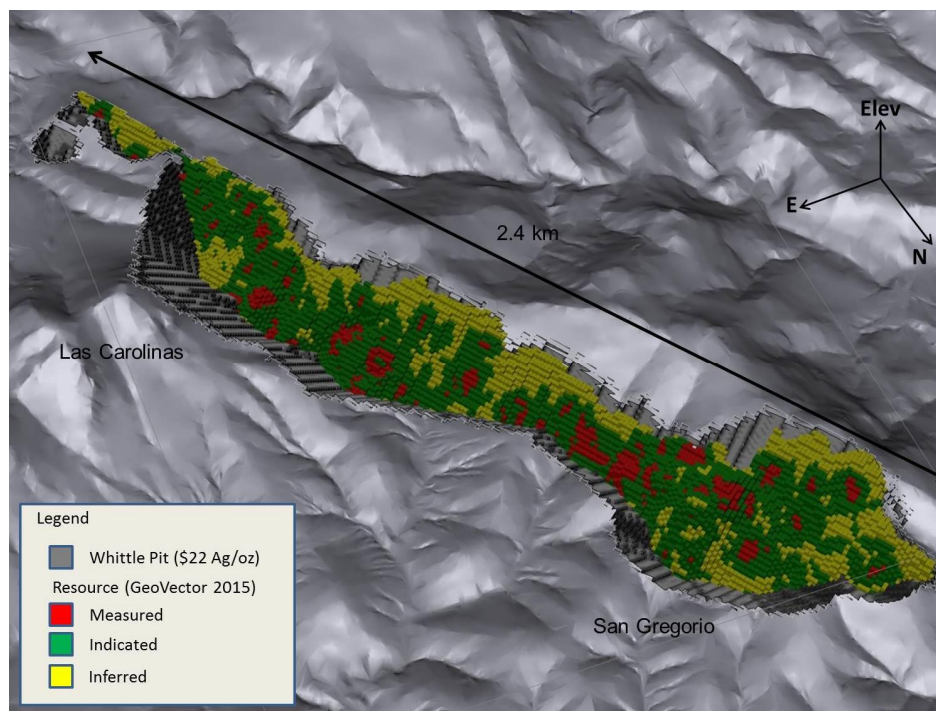 Elev
E
N
2.4 km
Las Carolinas
San Gregorio
Legend
Whittle Pit ($22 Ag/oz)
Resource (GeoVector 2015)
Measured
Indicated
Inferred